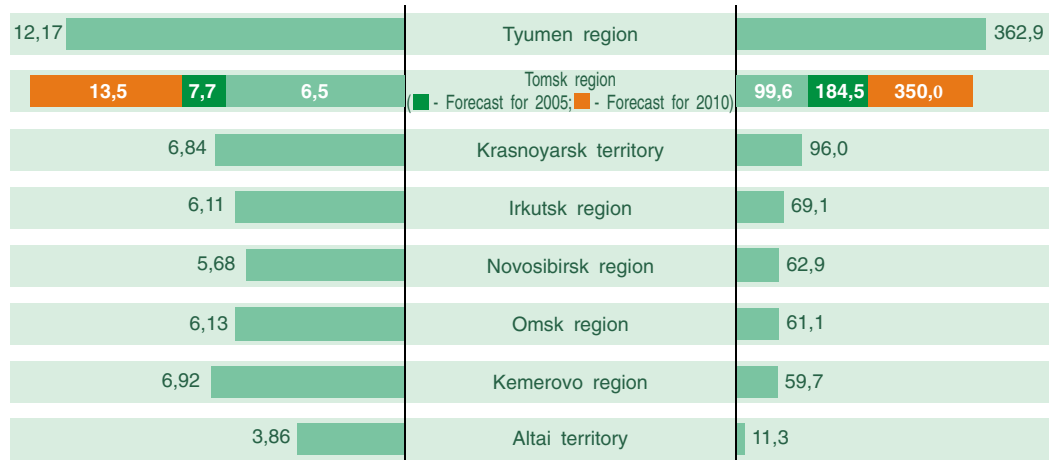 12,17 Tyumen region 362,9
13,5 7,7 6,5 Tomsk region 99,6 184,5 350,0
( - Forecast for 2005; - Forecast for 2010)
6,84 Krasnoyarsk territory 96,0
6,11 Irkutsk region 69,1
5,68 Novosibirsk region 62,9
6,13 Omsk region 61,1
6,92 Kemerovo region 59,7
3,86 Altai territory 11,3